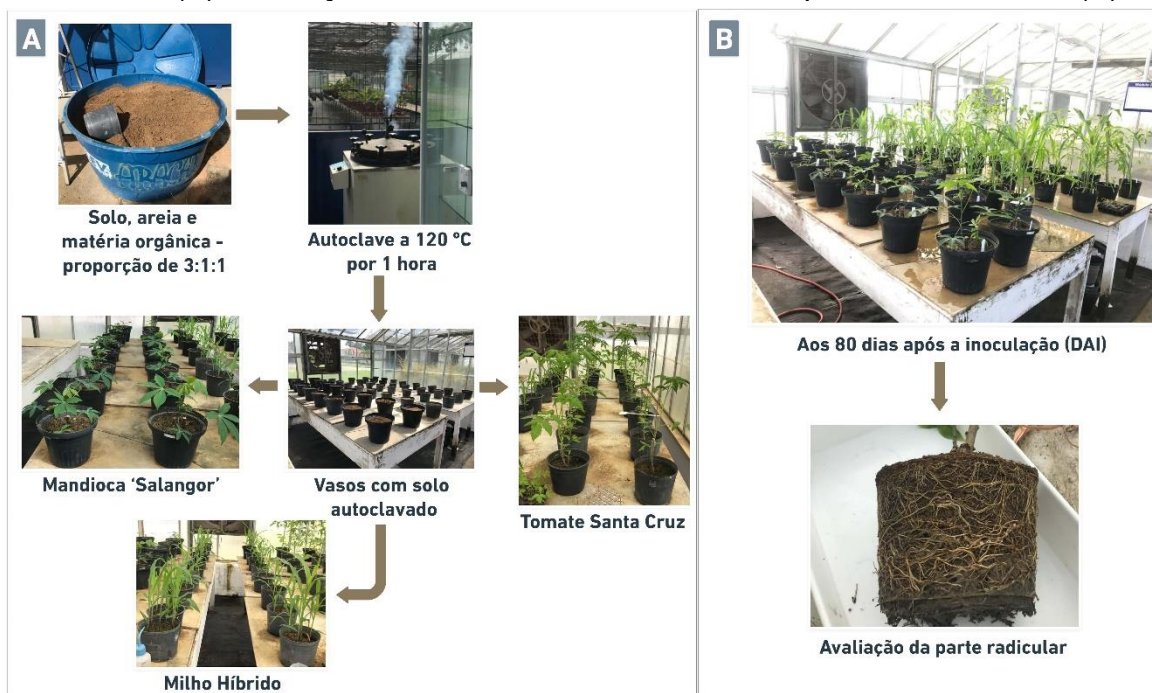 A
Solo, areia e
matéria orgânica -
proporção de 3:1:1
Autoclave a 120 °C
por 1 hora
Mandioca ‘Salangor’
Vasos com solo
autoclavado
Tomate Santa Cruz
Milho Híbrido
B
Aos 80 dias após a inoculação (DAI)
Avaliação da parte radicular